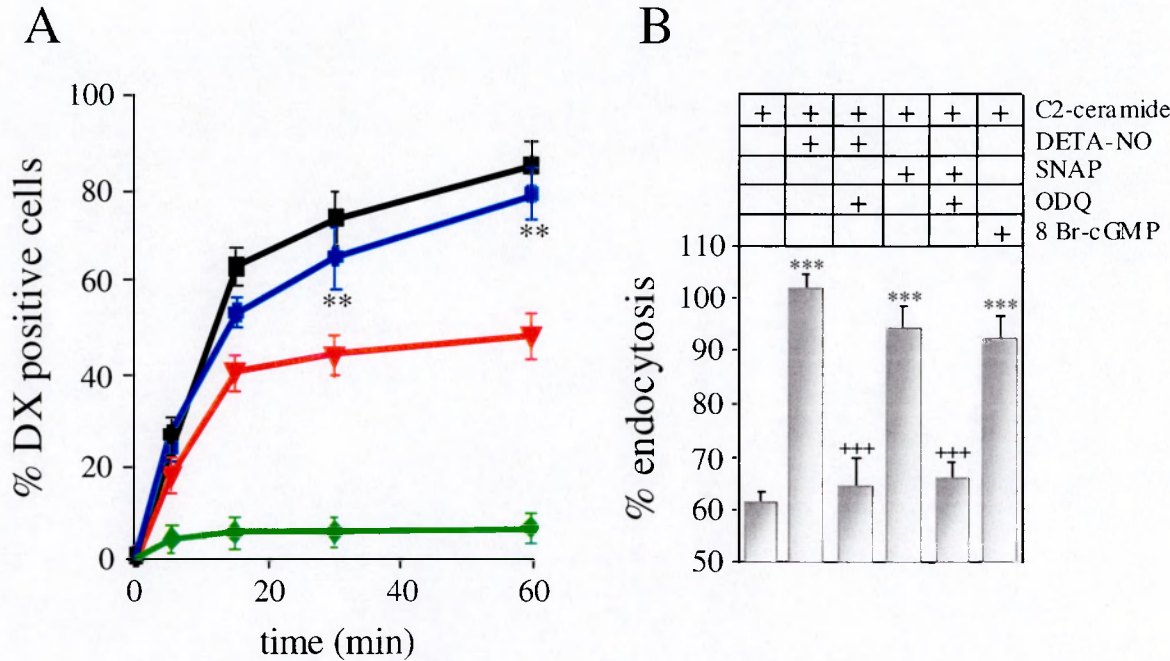 A
100
80
60
40
20
0
0 20 40 60
% DX positive cells
time (min)
**
**
B
+ + + + + + C2-ceramide
+ + DETA-NO
+ + SNAP
+ + ODQ
+ 8 Br-cGMP
110
100
90
80
70
60
50
% endocytosis
***
+++
***
+++
***